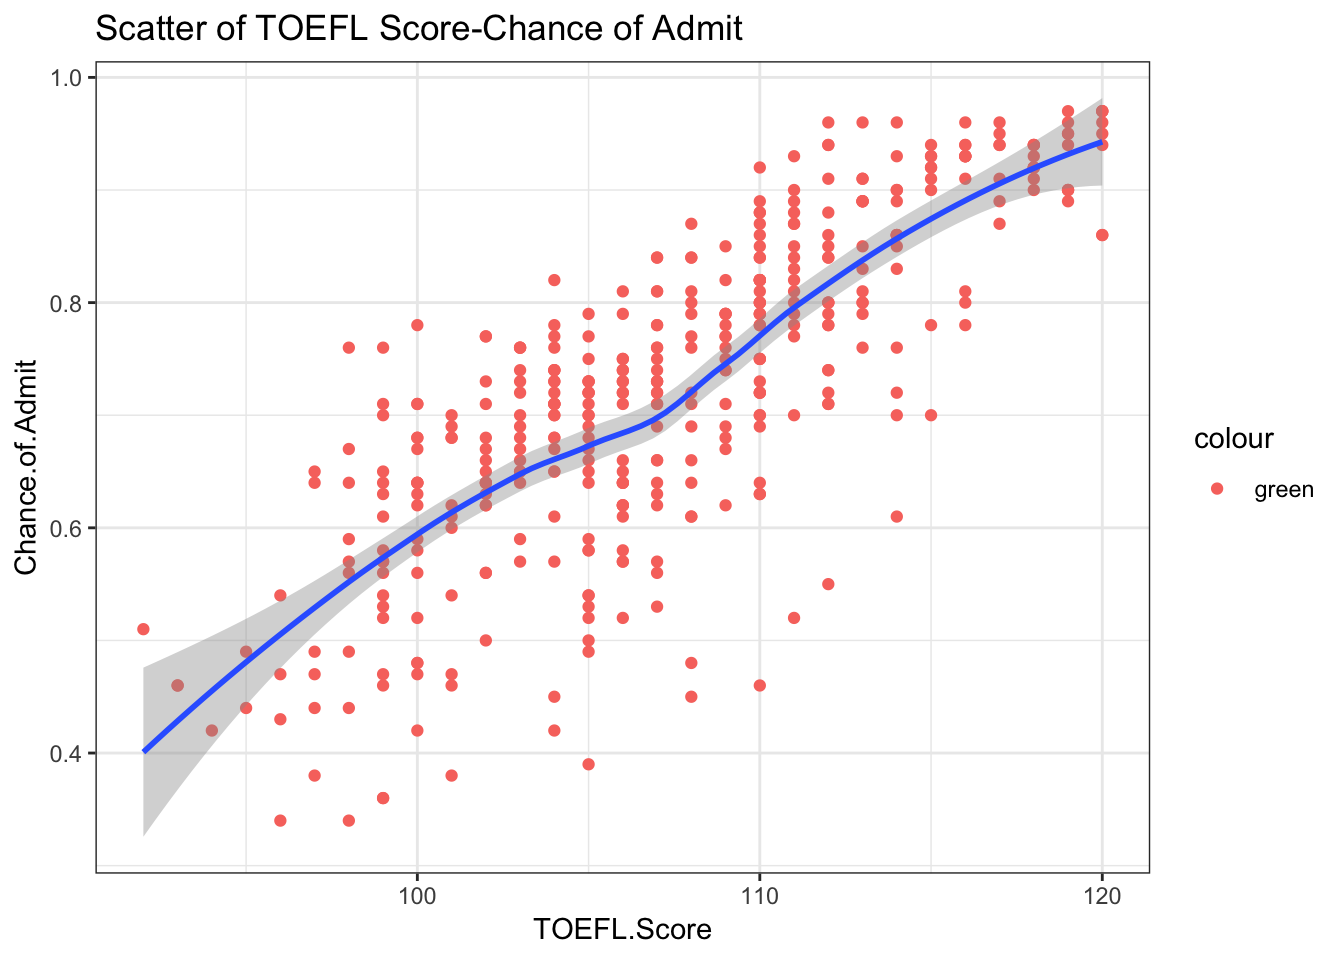 Scatter of TOEFL Score-Chance of Admit
1.0
0.8
0.6
0.4
Chance.of.Admit
100
110
120
TOEFL.Score
colour
green